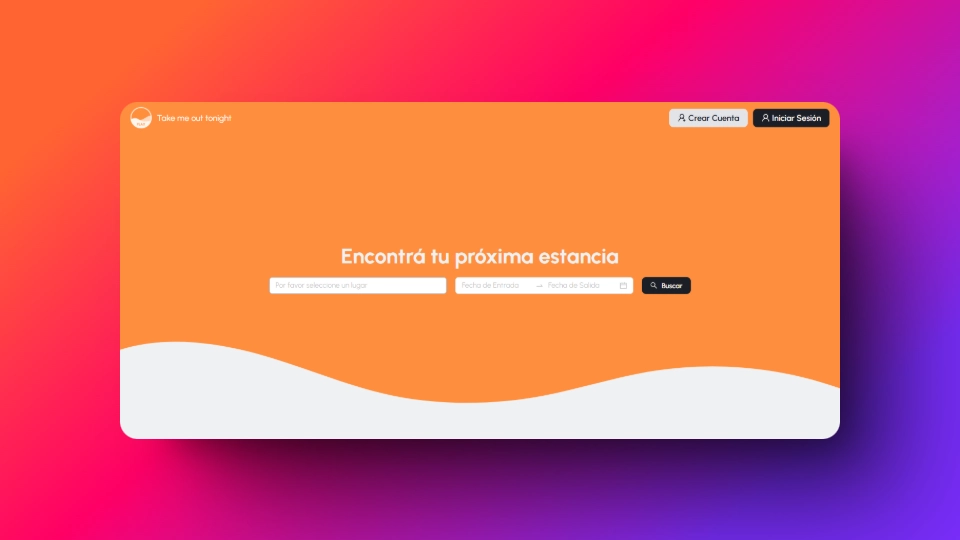 Take me out tonight
Crear Cuenta
Iniciar Sesión
Encontrá tu próxima estancia
Por favor seleccione un lugar
Fecha de Entrada
Fecha de Salida
Buscar